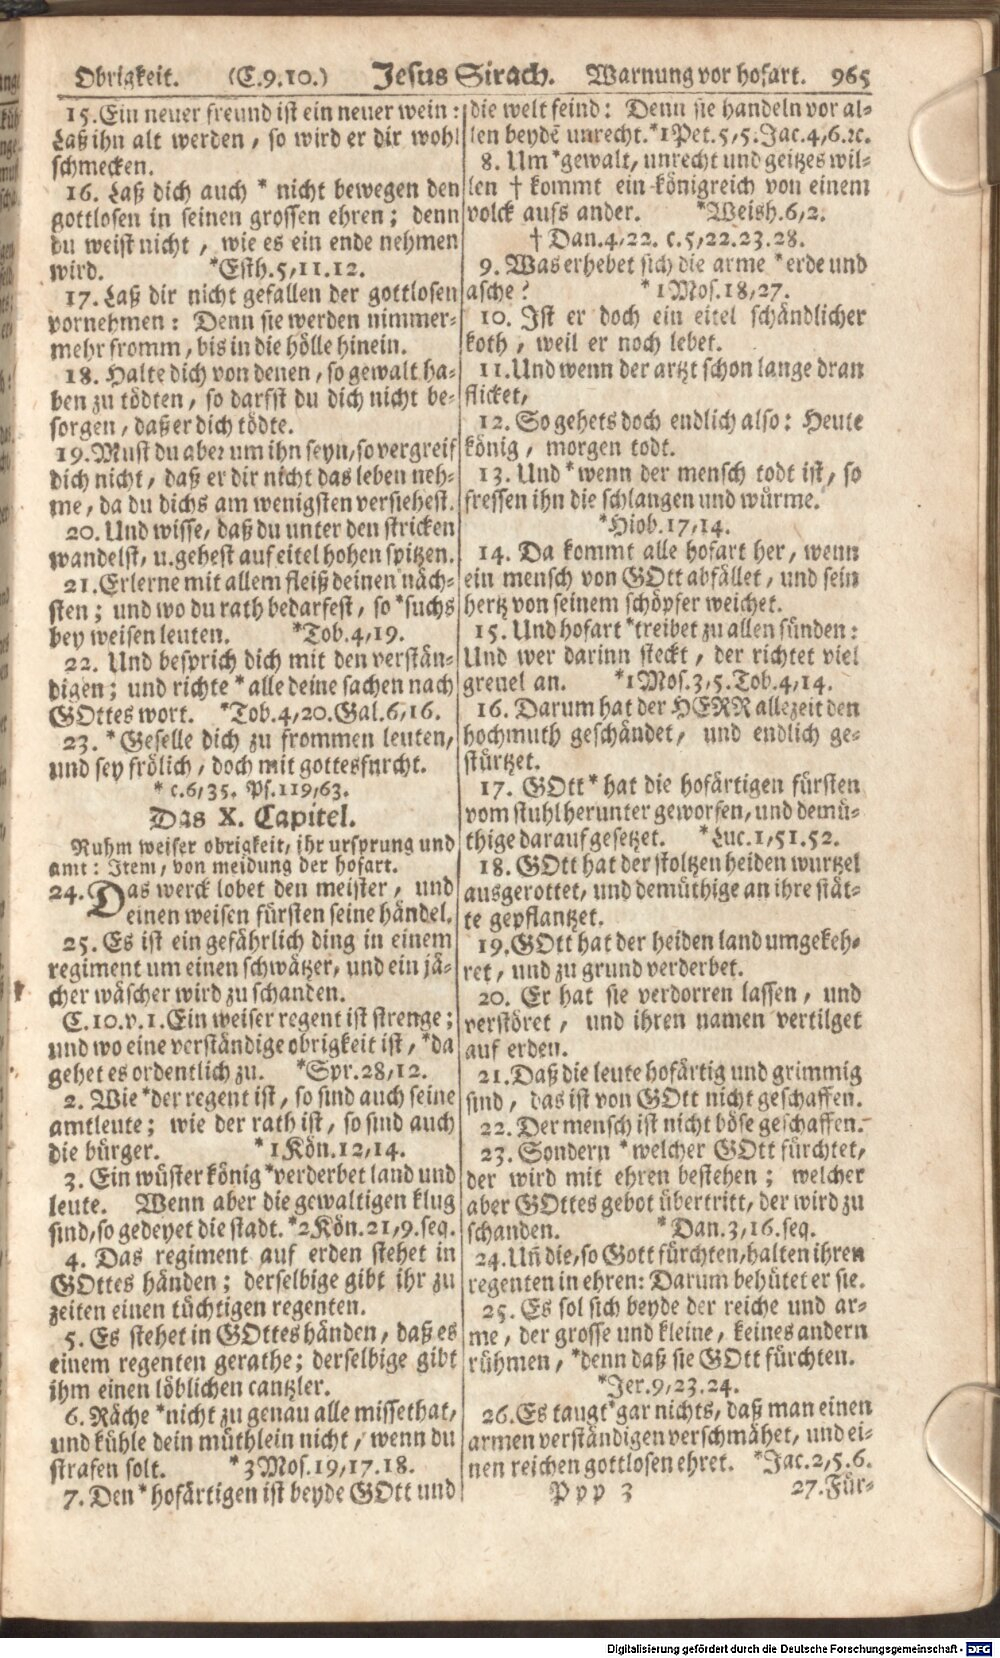 Obrigkeit. (C.9.10.) Jesus Sirach. Warnung vor hofart. 965
15. Ein neuer freund ist ein neuer wein:
Laß ihn alt werden, so wird er dir wohl
schmecken.
16. Laß dich auch * nicht bewegen den
gottlosen in seinen grossen ehren; denn
du weist nicht, wie es ein ende nehmen
wird. *Esth.5,11.12.
17. Laß dir nicht gefallen der gottlosen
vornehmen: Denn sie werden nimmer-
mehr fromm, bis in die hölle hinein.
18. Halte dich von denen, so gewalt ha-
ben zu tödten, so darfst du dich nicht be-
sorgen, daß er dich tödte.
19. Must du aber um ihn seyn, so vergreif
dich nicht, daß er dir nicht das leben neh-
me, da du dichs am wenigsten versiehest.
20. Und wisse, daß du unter den stricken
wandelst, u. gehest auf eitel hohen spitzen.
21. Erlerne mit allem fleiß deinen näch-
sten; und wo du rath bedarfest, so *suchs
bey weisen leuten. *Tob.4,19.
22. Und besprich dich mit den verstän-
digen; und richte * alle deine sachen nach
GOttes wort. *Tob.4,20. Gal.6,16.
23. * Geselle dich zu frommen leuten,
und sey frölich, doch mit gottesfurcht.
* c.6,35. Ps.119,63.
Das X. Capitel.
Ruhm weiser obrigkeit, ihr ursprung und
amt: Item, von meidung der hofart.
24. Das werck lobet den meister, und
einen weisen fürsten seine händel.
25. Es ist ein gefährlich ding in einem
regiment um einen schwätzer, und ein jä-
cher wäscher wird zu schanden.
C.10.v.1. Ein weiser regent ist strenge;
und wo eine verständige obrigkeit ist, *da
gehet es ordentlich zu. *Spr.28,12.
2. Wie *der regent ist, so sind auch seine
amtleute; wie der rath ist, so sind auch
die bürger. * 1Kön.12,14.
3. Ein wüster könig *verderbet land und
leute. Wenn aber die gewaltigen klug
sind, so gedeyet die stadt. *2Kön.21,9.seq.
4. Das regiment auf erden stehet in
GOttes händen; derselbige gibt ihr zu
zeiten einen tüchtigen regenten.
5. Es stehet in GOttes händen, daß es
einem regenten gerathe; derselbige gibt
ihm einen löblichen cantzler.
6. Räche *nicht zu genau alle missethat,
und kühle dein müthlein nicht, wenn du
strafen solt. * 3Mos.19,17.18.
7. Den * hofärtigen ist beyde GOtt und
die welt feind: Denn sie handeln vor al-
len beydē unrecht. *1Pet.5,5. Jac.4,6.ꝛc.
8. Um *gewalt, unrecht und geitzes wil-
len † kommt ein königreich von einem
volck aufs ander. *Weish.6,2.
† Dan.4,22. c.5,22.23.28.
9. Was erhebet sich die arme *erde und
asche? * 1Mos.18,27.
10. Ist er doch ein eitel schändlicher
koth, weil er noch lebet.
11. Und wenn der artzt schon lange dran
flicket,
12. So gehets doch endlich also: Heute
könig, morgen todt.
13. Und *wenn der mensch todt ist, so
fressen ihn die schlangen und würme.
*Hiob.17,14.
14. Da kommt alle hofart her, wenn
ein mensch von GOtt abfället, und sein
hertz von seinem schöpfer weichet.
15. Und hofart *treibet zu allen sünden:
Und wer darinn steckt, der richtet viel
greuel an. *1Mos.3,5. Tob.4,14.
16. Darum hat der HERR allezeit den
hochmuth geschändet, und endlich ge-
stürtzet.
17. GOtt* hat die hofärtigen fürsten
vom stuhl herunter geworfen, und demü-
thige darauf gesetzet. *Luc.1,51.52.
18. GOtt hat der stoltzen heiden wurtzel
ausgerottet, und demüthige an ihre stät-
te gepflantzet.
19. GOtt hat der heiden land umgekeh-
ret, und zu grund verderbet.
20. Er hat sie verdorren lassen, und
verstöret, und ihren namen vertilget
auf erden.
21. Daß die leute hofärtig und grimmig
sind, das ist von GOtt nicht geschaffen.
22. Der mensch ist nicht böse geschaffen.
23. Sondern *welcher GOtt fürchtet,
der wird mit ehren bestehen; welcher
aber GOttes gebot übertritt, der wird zu
schanden. * Dan.3,16.seq.
24. Uñ die, so Gott fürchten, halten ihren
regenten in ehren: Darum behütet er sie.
25. Es sol sich beyde der reiche und ar-
me, der grosse und kleine, keines andern
rühmen, *denn daß sie GOtt fürchten.
*Jer.9,23.24.
26. Es taugt *gar nichts, daß man einen
armen verständigen verschmähet, und ei-
nen reichen gottlosen ehret. *Jac.2,5.6.
Ppp 3 27. Für-
Digitalisierung gefördert durch die Deutsche Forschungsgemeinschaft - DFG